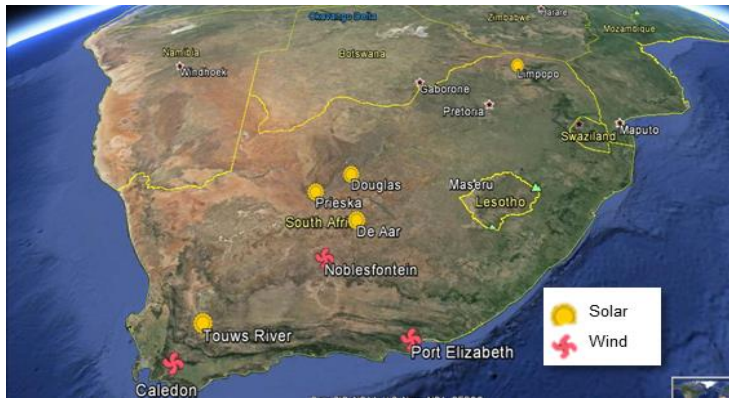 Okavango Delta
Zimbabwe
Harare
Mozambique
Namibia
Botswana
Windhoek
Limpopo
Gaborone
Pretoria
Swaziland
Maputo
Douglas
Maseru
Prieska
Lesotho
South Afri
De Aar
Noblesfontein
Solar
Touws River
Wind
Port Elizabeth
Caledon